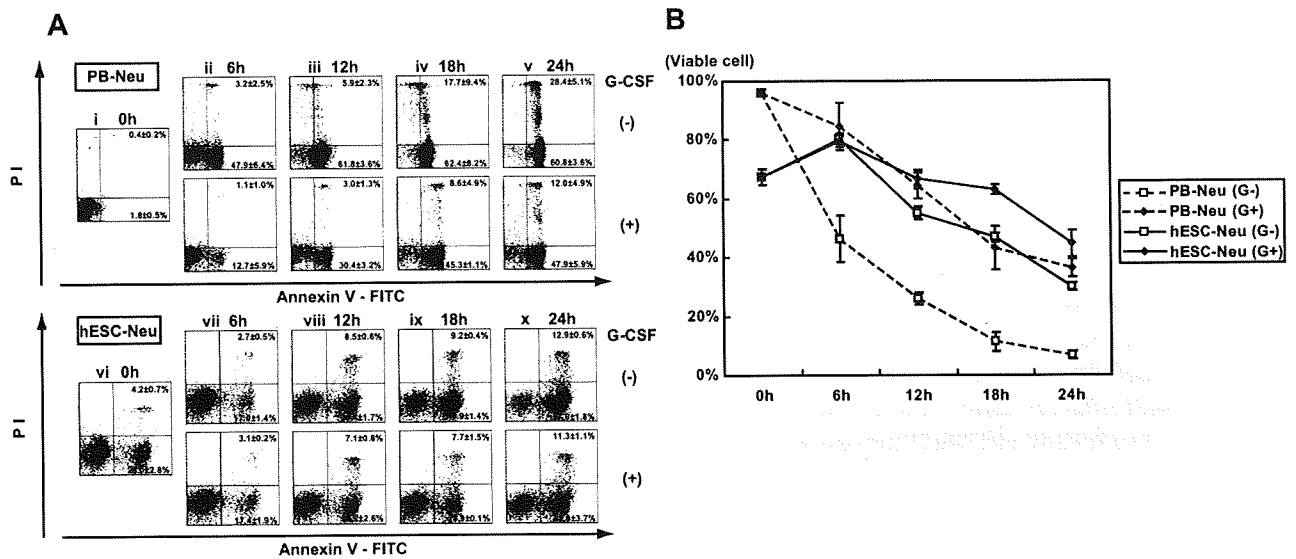 A
PB-Neu
i 0h
0.4±0.2%
1.8±0.5%
ii 6h
3.2±2.5%
47.9±6.4%
iii 12h
5.9±2.3%
61.8±3.6%
iv 18h
17.7±9.4%
62.4±8.2%
v 24h
28.4±5.1%
60.8±3.6%
G-CSF
(-)
1.1±1.0%
12.7±5.9%
3.0±1.3%
30.4±3.2%
8.6±4.9%
45.3±1.1%
12.0±4.9%
47.9±5.9%
(+)
PI
Annexin V - FITC
hESC-Neu
vi 0h
4.2±0.7%
vii 6h
2.7±0.5%
viii 12h
6.5±0.6%
ix 18h
9.2±0.4%
x 24h
12.9±0.6%
G-CSF
(-)
3.1±0.2%
17.4±1.9%
7.1±0.8%
7.7±1.5%
11.3±1.1%
(+)
PI
Annexin V - FITC
B
(Viable cell)
100%
80%
60%
40%
20%
0%
0h
6h
12h
18h
24h
PB-Neu (G-)
PB-Neu (G+)
hESC-Neu (G-)
hESC-Neu (G+)